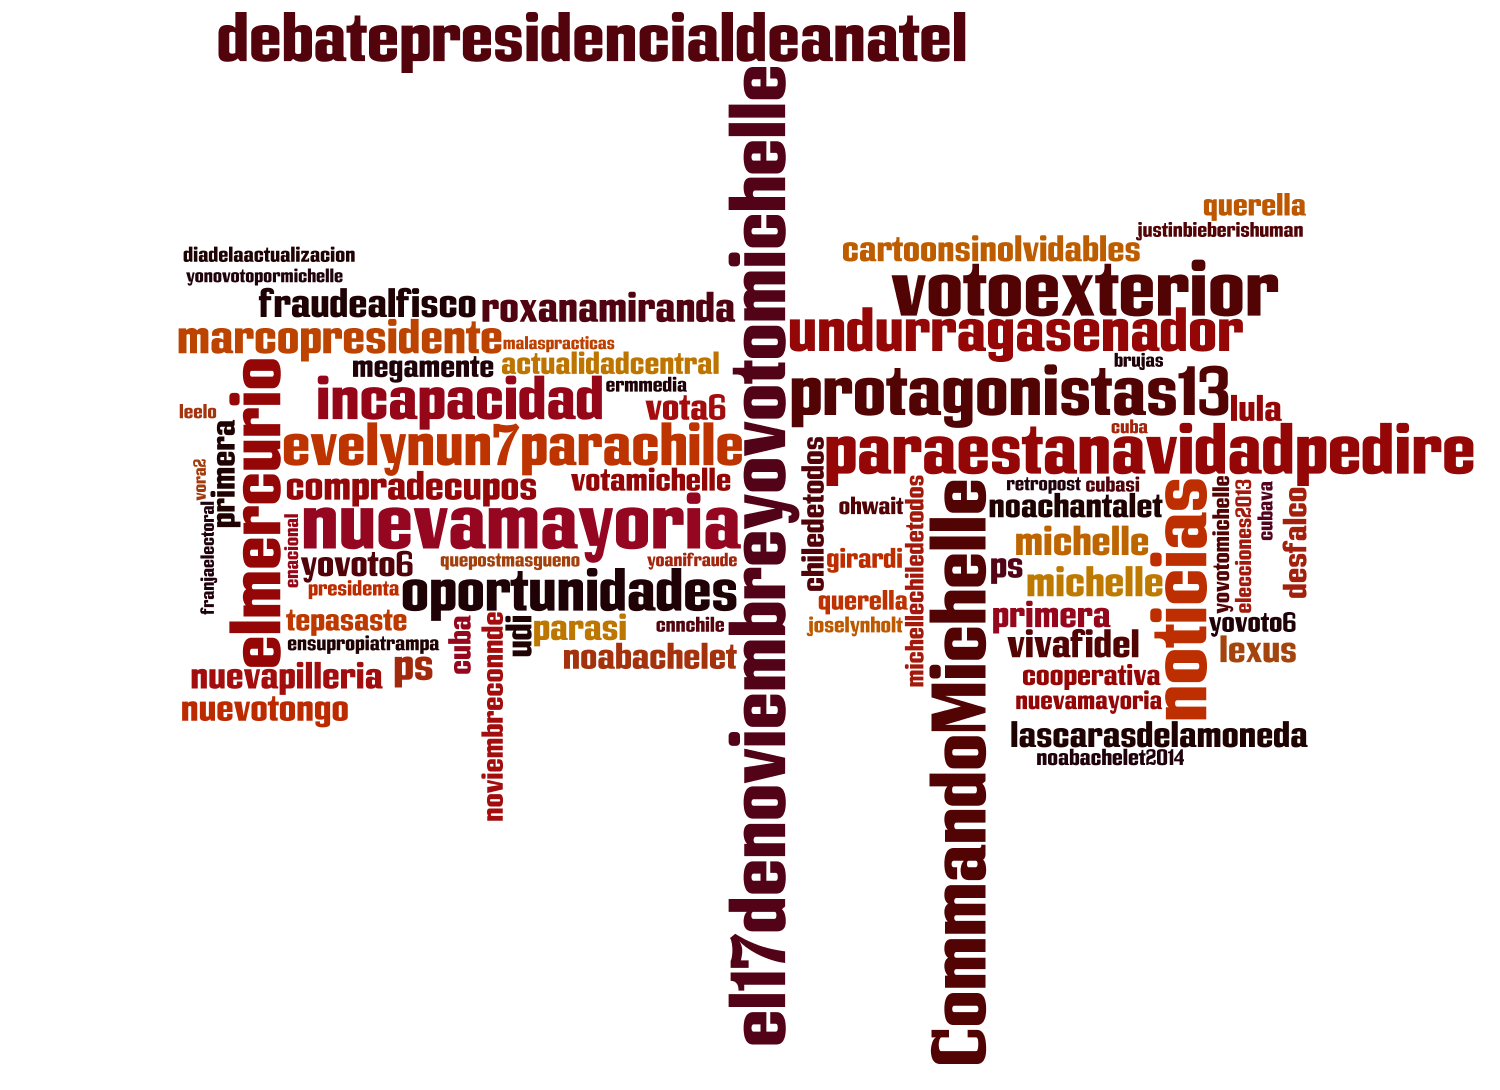 debatepresidencialdeanatel
el17denoviembreyovotomichelle
querella
justinbieberishuman
cartoonsinolvidables
diadelaactualizacion
yonovotopormichelle
votoexterior
fraudealfisco
roxanamiranda
marcopresidente
undurragasenador
malaspracticas
actualidadcentral
megamente
brujas
elmercurio
incapacidad
ermmedia
protagonistas13
vota6
lula
leelo
primera
evelynun7parachile
cuba
paraestanavidadpedire
chiledetodos
vora2
compradecupos
votamichelle
retropost
cubasi
michellechiledetodos
CommandoMichelle
noticias
yovotomichelle
elecciones2013
cubava
desfalco
ohwait
noachantalet
franjaelectoral
enacional
nuevamayoria
michelle
yovoto6
quepostmasgueno
yoanifraude
girardi
ps
michelle
presidenta
oportunidades
querella
primera
tepasaste
cuba
noviembreconnde
udi
parasi
cnnchile
joselynholt
yovoto6
ensupropiatrampa
vivafidel
lexus
noabachelet
nuevapilleria
ps
cooperativa
nuevotongo
nuevamayoria
lascarasdelamoneda
noabachelet2014